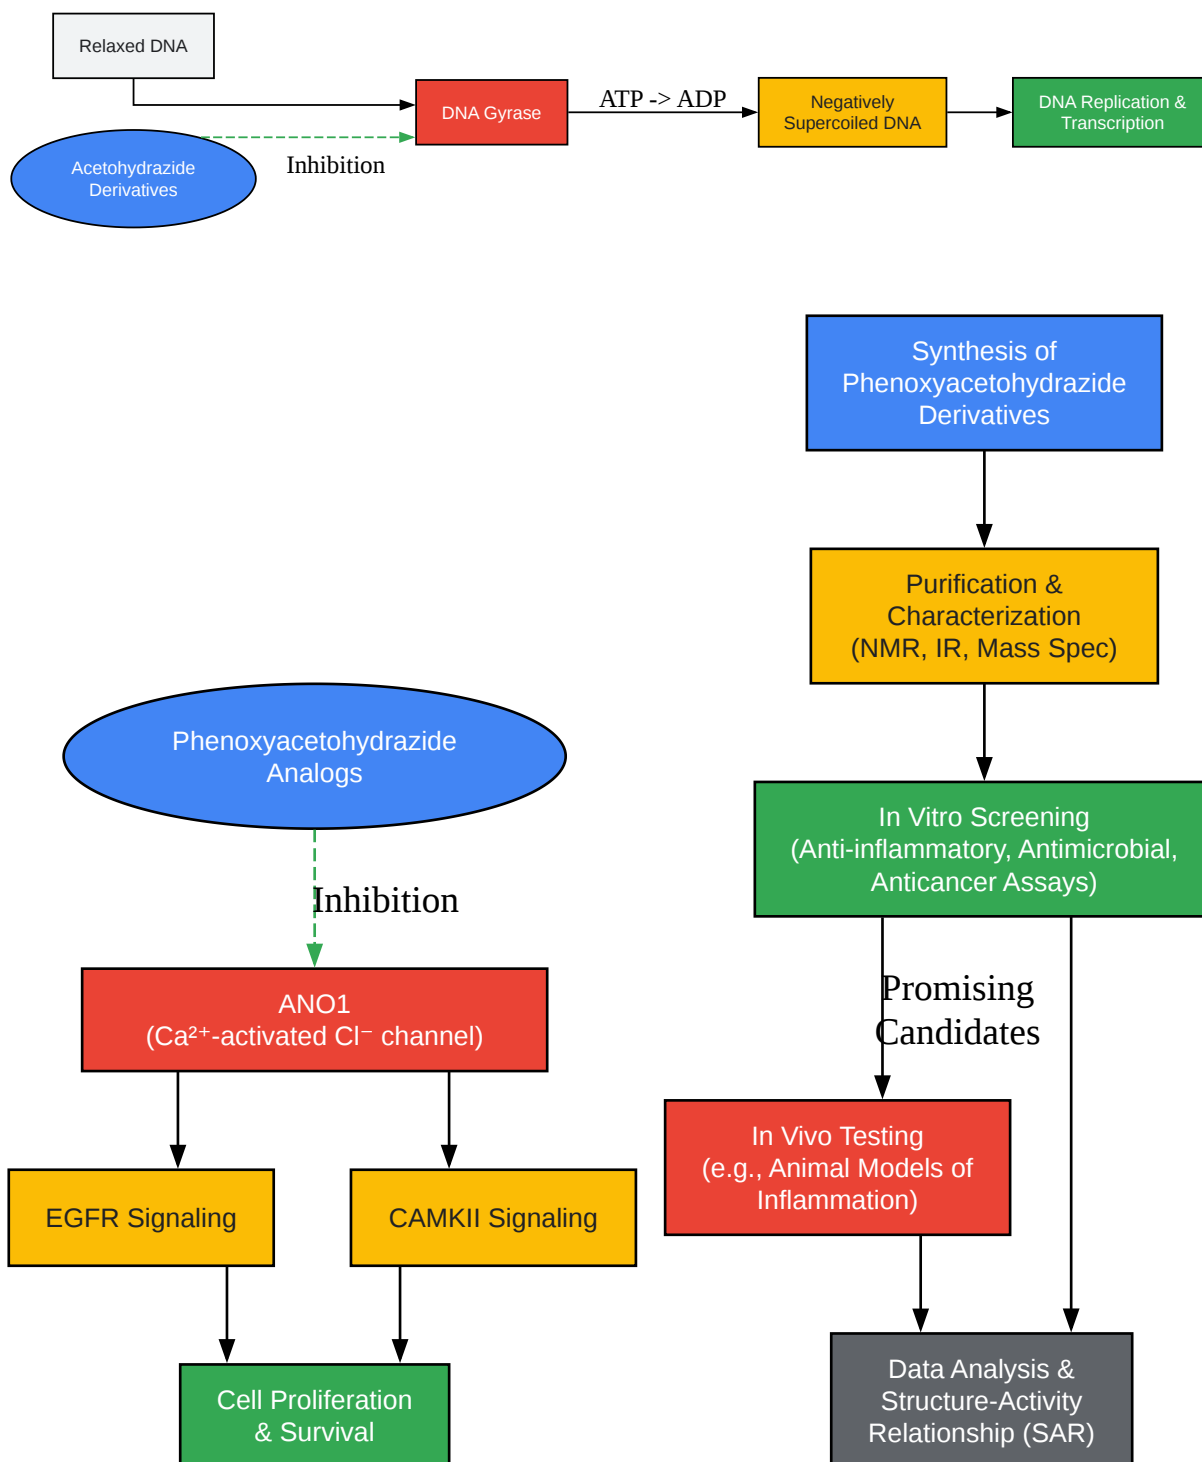 Relaxed DNA
DNA Gyrase
ATP -> ADP
Negatively
Supercoiled DNA
DNA Replication &
Transcription
Acetohydrazide
Derivatives
Inhibition
Synthesis of
Phenoxyacetohydrazide
Derivatives
Purification &
Characterization
(NMR, IR, Mass Spec)
In Vitro Screening
(Anti-inflammatory, Antimicrobial,
Anticancer Assays)
Promising
Candidates
In Vivo Testing
(e.g., Animal Models of
Inflammation)
Data Analysis &
Structure-Activity
Relationship (SAR)
Phenoxyacetohydrazide
Analogs
Inhibition
ANO1
(Ca²⁺-activated Cl⁻ channel)
EGFR Signaling
CAMKII Signaling
Cell Proliferation
& Survival